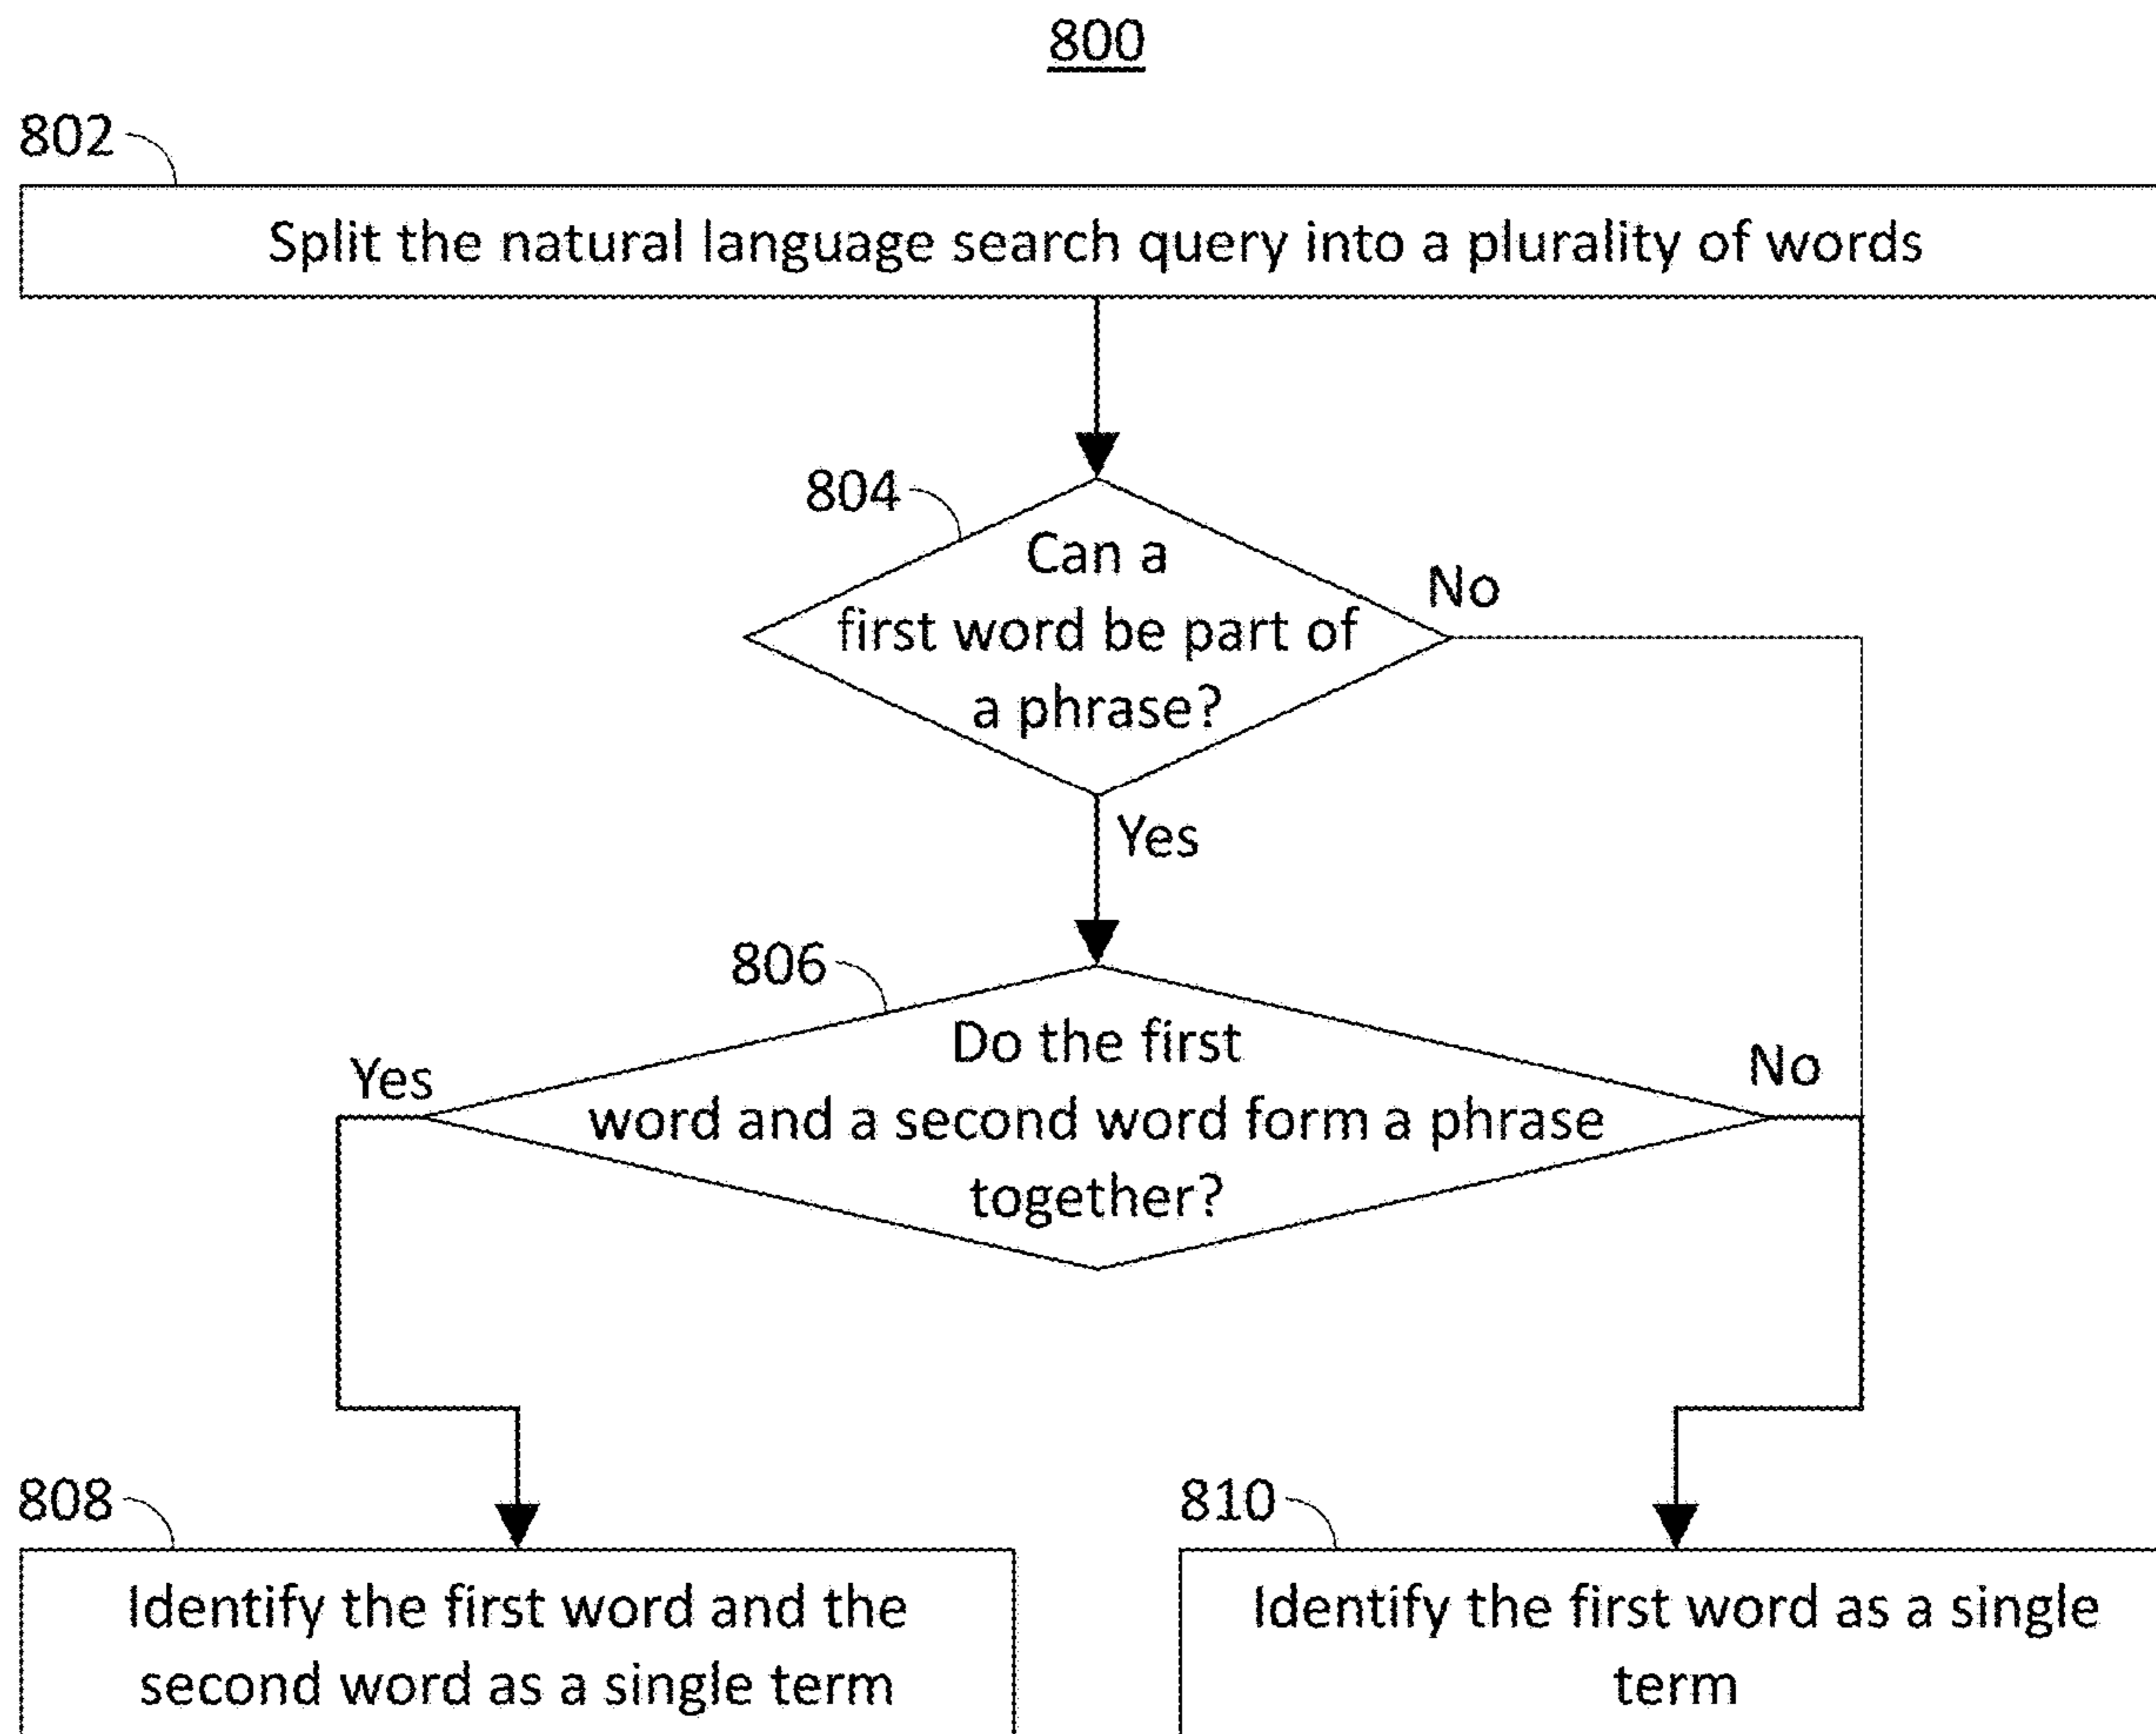 800
802
Split the natural language search query into a plurality of words
804
Can a
first word be part of
a phrase?
No
Yes
806
Do the first
word and a second word form a phrase
together?
Yes
No
808
Identify the first word and the
second word as a single term
810
Identify the first word as a single
term